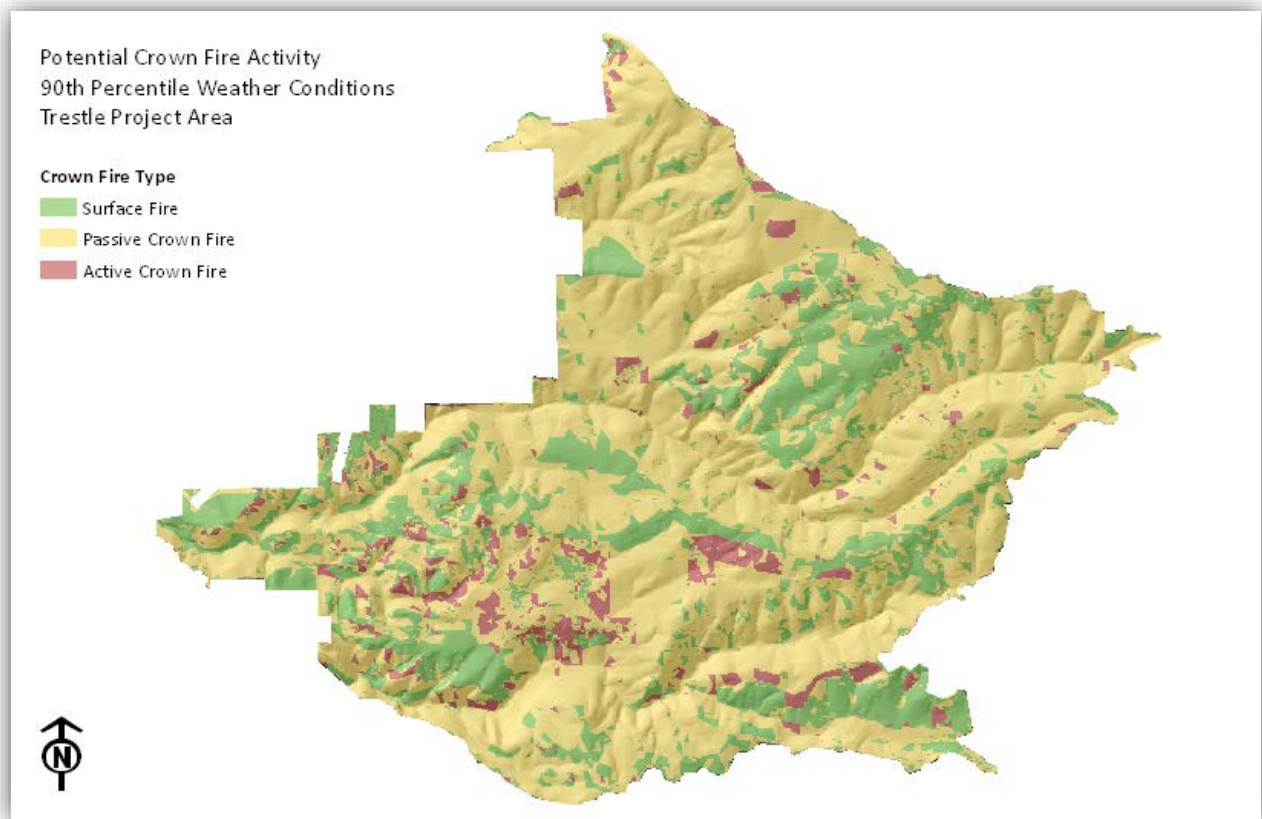 Potential Crown Fire Activity
90th Percentile Weather Conditions
Trestle Project Area
Crown Fire Type
Surface Fire
Passive Crown Fire
Active Crown Fire
N